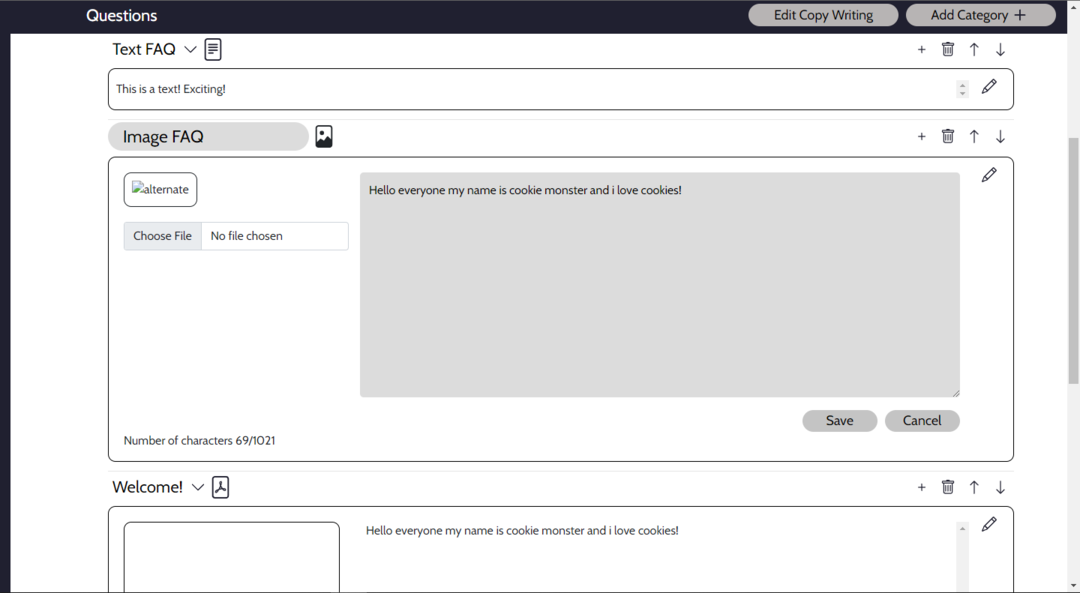 Questions
Edit Copy Writing
Add Category +
Text FAQ
This is a text! Exciting!
Image FAQ
alternate
Hello everyone my name is cookie monster and i love cookies!
Choose File No file chosen
Save
Cancel
Number of characters 69/1021
Welcome!
Hello everyone my name is cookie monster and i love cookies!